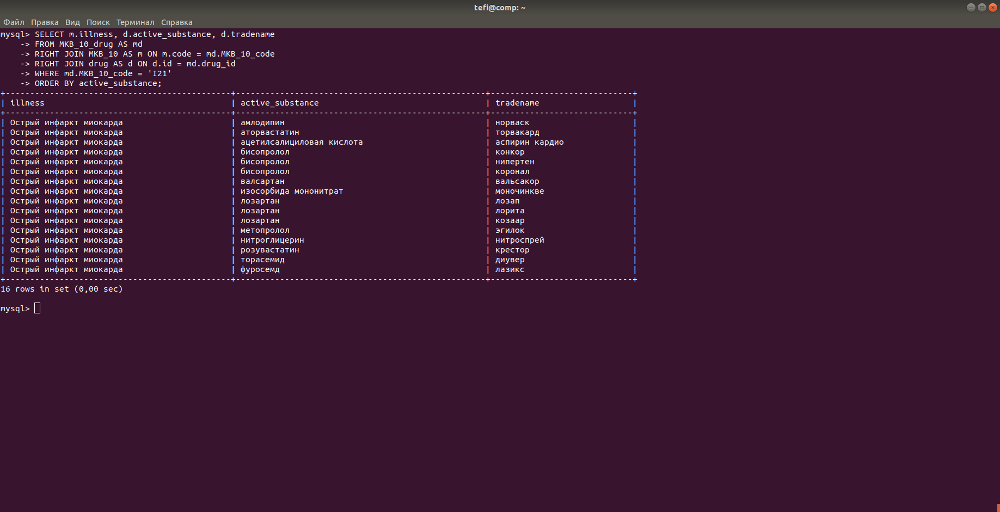 tefi@comp: ~
Файл Правка Вид Поиск Терминал Справка
mysql> SELECT m.illness, d.active_substance, d.tradename
    -> FROM MKB_10_drug AS md
    -> RIGHT JOIN MKB_10 AS m ON m.code = md.MKB_10_code
    -> RIGHT JOIN drug AS d ON d.id = md.drug_id
    -> WHERE md.MKB_10_code = 'I21'
    -> ORDER BY active_substance;
+----------------------------------------------+---------------------------------------------------+-----------------------------+
| illness                                      | active_substance                                  | tradename                   |
+----------------------------------------------+---------------------------------------------------+-----------------------------+
| Острый инфаркт миокарда                      | амлодипин                                         | норваск                     |
| Острый инфаркт миокарда                      | аторвастатин                                      | торвакард                   |
| Острый инфаркт миокарда                      | ацетилсалициловая кислота                         | аспирин кардио              |
| Острый инфаркт миокарда                      | бисопролол                                        | конкор                      |
| Острый инфаркт миокарда                      | бисопролол                                        | нипертен                    |
| Острый инфаркт миокарда                      | бисопролол                                        | коронал                     |
| Острый инфаркт миокарда                      | валсартан                                         | вальсакор                   |
| Острый инфаркт миокарда                      | изосорбида мононитрат                             | моночинкве                  |
| Острый инфаркт миокарда                      | лозартан                                          | лозап                       |
| Острый инфаркт миокарда                      | лозартан                                          | лорита                      |
| Острый инфаркт миокарда                      | лозартан                                          | козаар                      |
| Острый инфаркт миокарда                      | метопролол                                        | эгилок                      |
| Острый инфаркт миокарда                      | нитроглицерин                                     | нитроспрей                  |
| Острый инфаркт миокарда                      | розувастатин                                      | крестор                     |
| Острый инфаркт миокарда                      | торасемид                                         | диувер                      |
| Острый инфаркт миокарда                      | фуросемд                                          | лазикс                      |
+----------------------------------------------+---------------------------------------------------+-----------------------------+
16 rows in set (0,00 sec)
mysql>